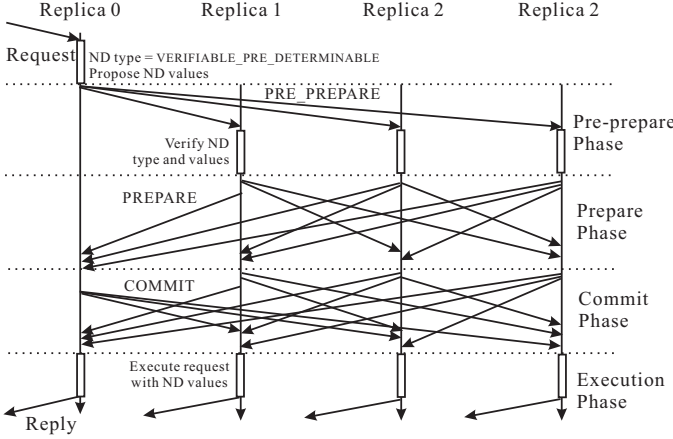 Replica 0 Replica 1 Replica 2 Replica 2
Request
ND type = VERIFIABLE_PRE_DETERMINABLE
Propose ND values
PRE_PREPARE
Pre-prepare
Phase
Verify ND
type and values
PREPARE
Prepare
Phase
COMMIT
Commit
Phase
Execute request
with ND values
Execution
Phase
Reply